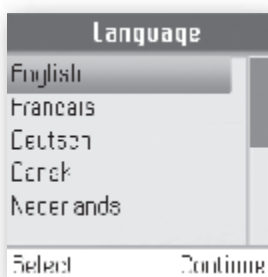 Language
English
Francais
Deutsch
Dansk
Nederlands
Select Continue